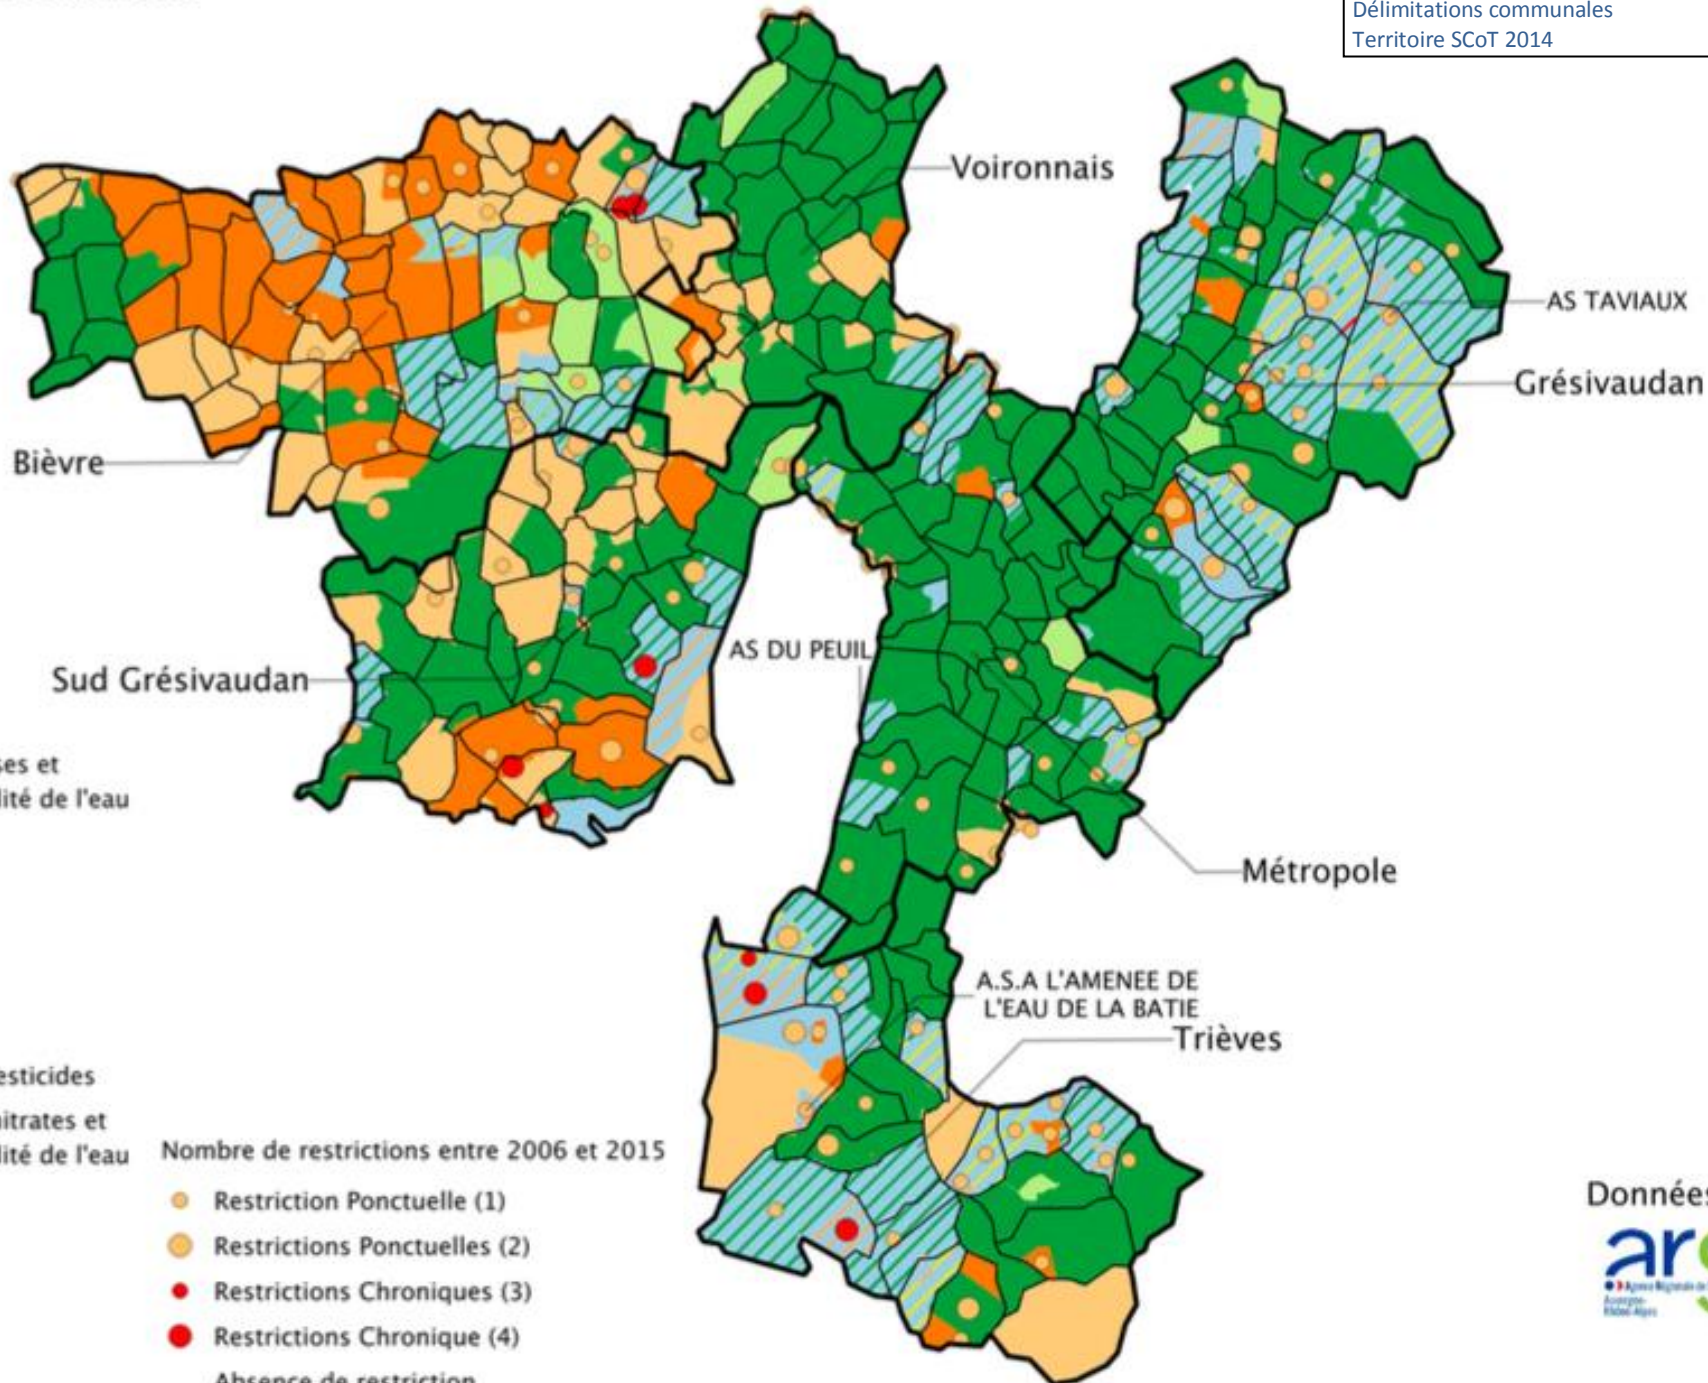 Délimitations communales
Territoire SCoT 2014
Voironnais
AS TAVIAUX
Grésivaudan
Bièvre
AS DU PEUIL
Sud Grésivaudan
ses et
lité de l'eau
Métropole
A.S.A L'AMENEE DE
L'EAU DE LA BATIE
Trièves
esticides
nitrates et
lité de l'eau
Nombre de restrictions entre 2006 et 2015
Restriction Ponctuelle (1)
Restrictions Ponctuelles (2)
Restrictions Chroniques (3)
Restrictions Chronique (4)
Absence de restriction
Données
ars